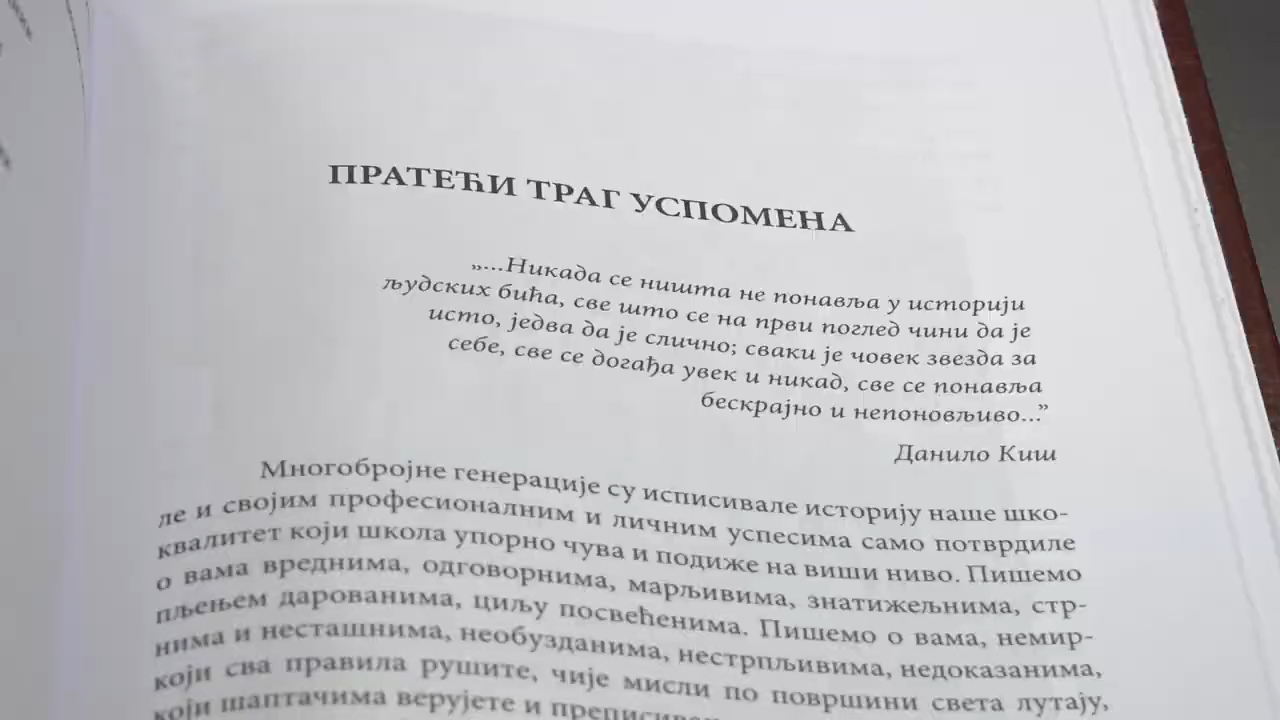 ПРАТЕЋИ ТРАГ УСПОМЕНА
„...Никада се ништа не понавља у историји
људских бића, све што се на први поглед чини да је
исто, једва да је слично; сваки је човек звезда за
себе, све се догађа увек и никад, све се понавља
бескрајно и непоновљиво...”
Данило Киш
Многобројне генерације су исписивале историју наше шко-
ле и својим професионалним и личним успесима само потврдиле
квалитет који школа упорно чува и подиже на виши ниво. Пишемо
о вама вреднима, одговорнима, марљивима, знатижељнима, стр-
пљењем дарованима, циљу посвећенима. Пишемо о вама, немир-
нима и несташнима, необузданима, нестрпљивима, недоказанима,
који сва правила рушите, чије мисли по површини света лутају,
који шаптачима верујете и